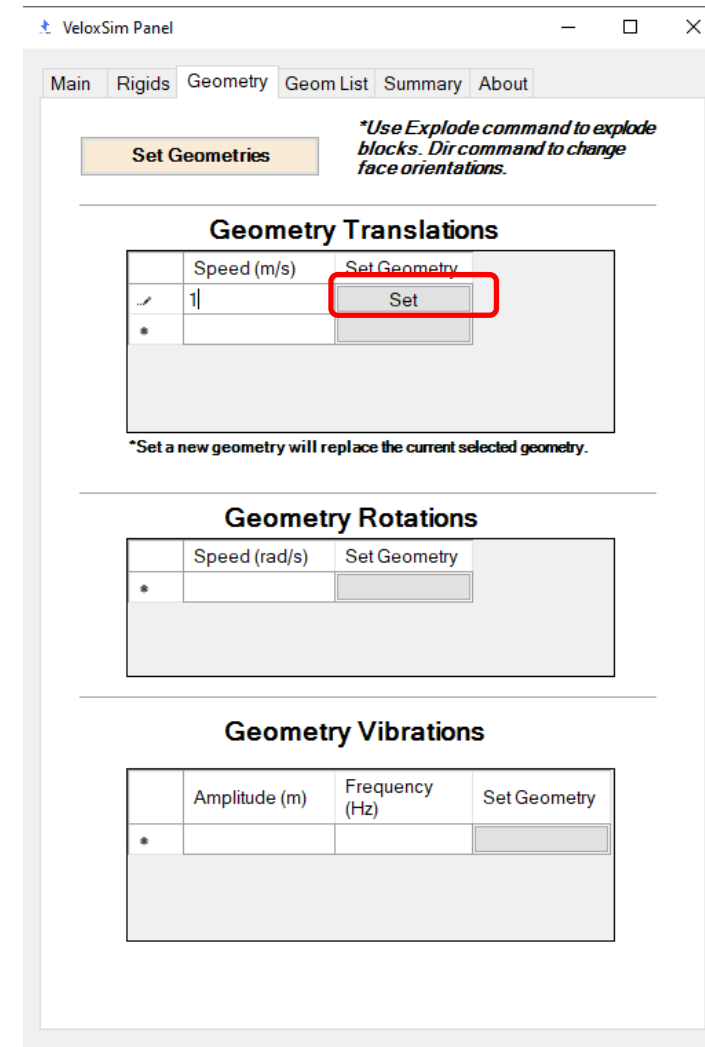 VeloxSim Panel
Main Rigids Geometry Geom List Summary About
Set Geometries
*Use Explode command to explode
blocks. Dir command to change
face orientations.
Geometry Translations
Speed (m/s) Set Geometry
1 Set
*Set a new geometry will replace the current selected geometry.
Geometry Rotations
Speed (rad/s) Set Geometry
Geometry Vibrations
Amplitude (m) Frequency (Hz) Set Geometry